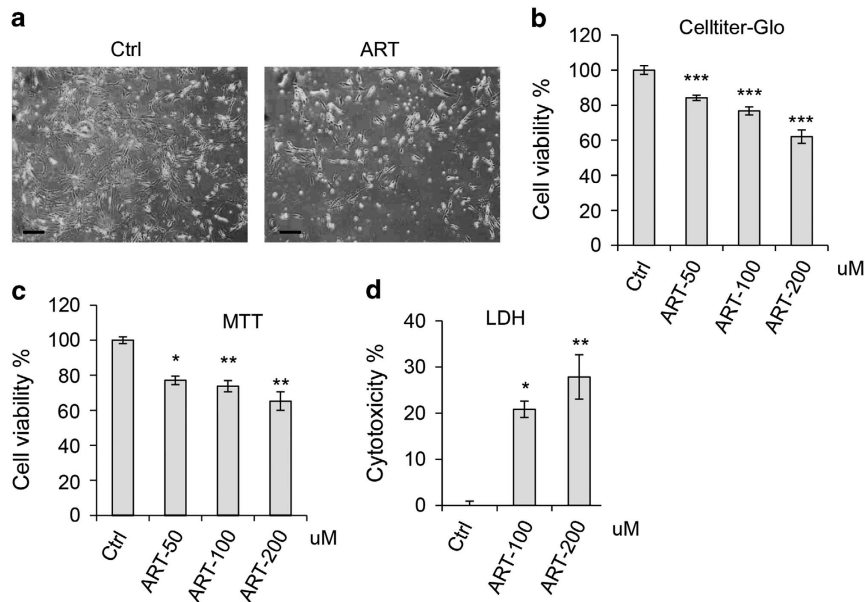 a
Ctrl
ART
b
Celltiter-Glo
Cell viability %
120
100
80
60
40
20
0
***
***
***
Ctrl
ART-50
ART-100
ART-200
uM
c
MTT
Cell viability %
120
100
80
60
40
20
0
*
**
**
Ctrl
ART-50
ART-100
ART-200
uM
d
LDH
Cytotoxicity %
40
30
20
10
0
*
**
Ctrl
ART-100
ART-200
uM